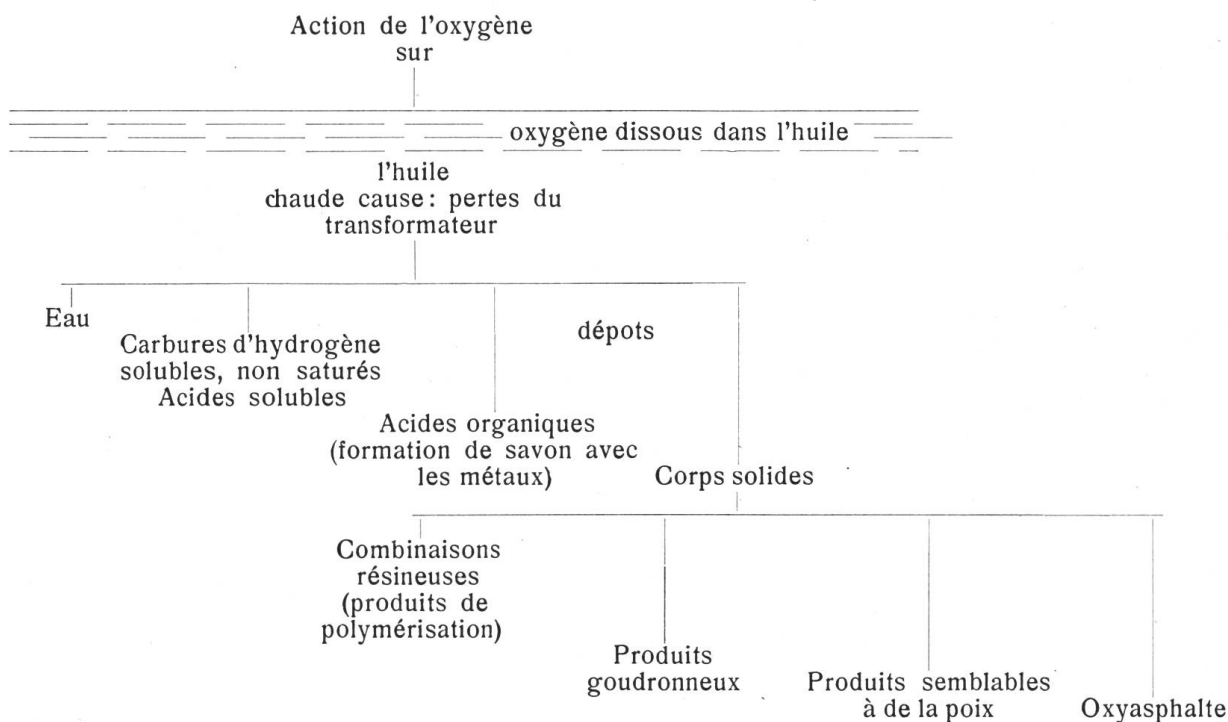 Action de l'oxygène
sur
oxygène dissous dans l'huile
l'huile
chaude cause: pertes du
transformateur
Eau
Carbures d'hydrogène
solubles, non saturés
Acides solubles
dépots
Acides organiques
(formation de savon avec
les métaux)
Corps solides
Combinaisons
résineuses
(produits de
polymérisation)
Produits
goudronneux
Produits semblables
à de la poix
Oxyasphalte